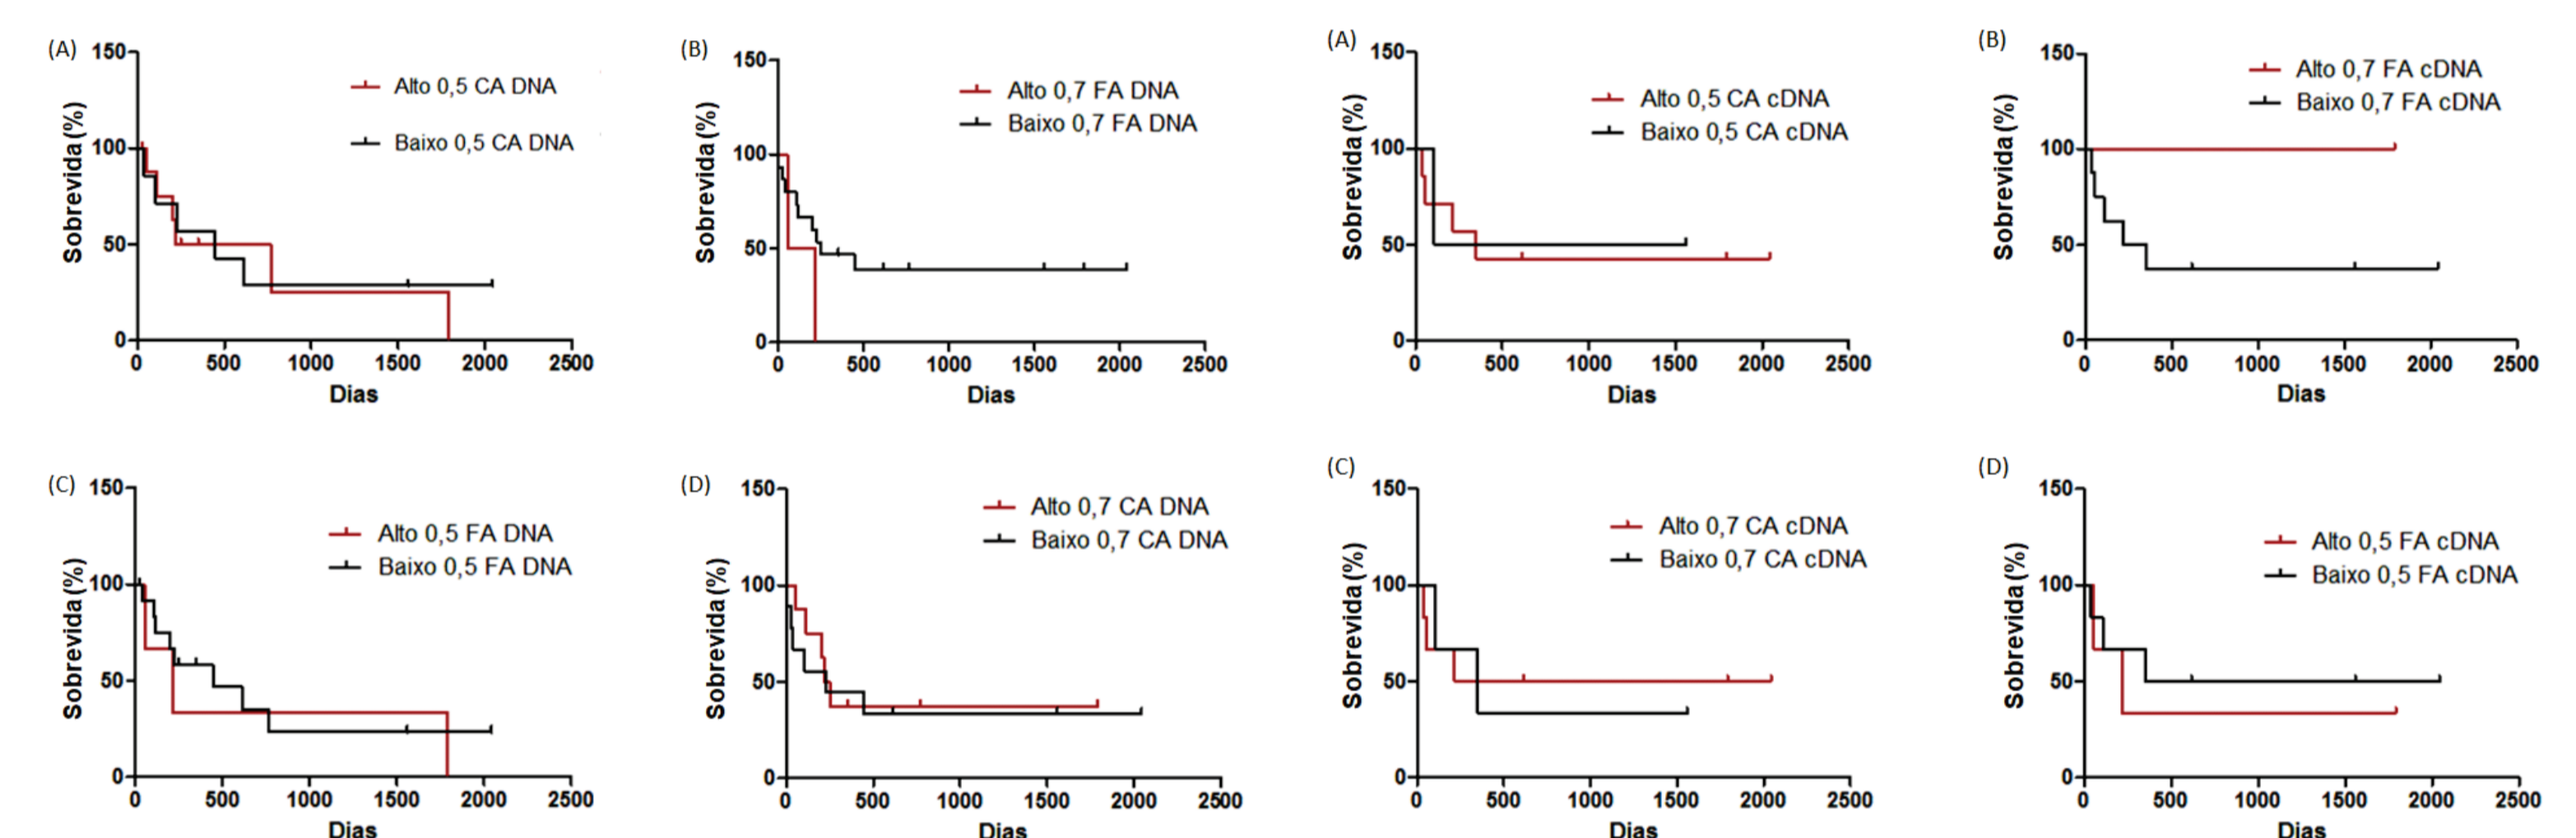 (A)
150
100
50
0
Sobrevida (%)
Alto 0,5 CA DNA
Baixo 0,5 CA DNA
0 500 1000 1500 2000 2500
Dias
(B)
150
100
50
0
Sobrevida (%)
Alto 0,7 FA DNA
Baixo 0,7 FA DNA
0 500 1000 1500 2000 2500
Dias
(A)
150
100
50
0
Sobrevida (%)
Alto 0,5 CA cDNA
Baixo 0,5 CA cDNA
0 500 1000 1500 2000 2500
Dias
(B)
150
100
50
0
Sobrevida (%)
Alto 0,7 FA cDNA
Baixo 0,7 FA cDNA
0 500 1000 1500 2000 2500
Dias
(C)
150
100
50
0
Sobrevida (%)
Alto 0,5 FA DNA
Baixo 0,5 FA DNA
0 500 1000 1500 2000 2500
Dias
(D)
150
100
50
0
Sobrevida (%)
Alto 0,7 CA DNA
Baixo 0,7 CA DNA
0 500 1000 1500 2000 2500
Dias
(C)
150
100
50
0
Sobrevida (%)
Alto 0,7 CA cDNA
Baixo 0,7 CA cDNA
0 500 1000 1500 2000 2500
Dias
(D)
150
100
50
0
Sobrevida (%)
Alto 0,5 FA cDNA
Baixo 0,5 FA cDNA
0 500 1000 1500 2000 2500
Dias